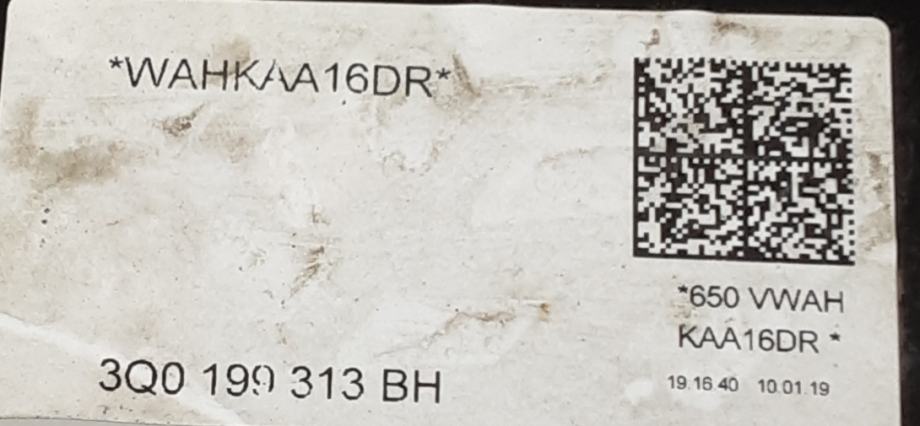 *WAHKAA16DR*
*650 VWAH
KAA16DR *
19.16.40 10.01.19
3Q0 199 313 BH